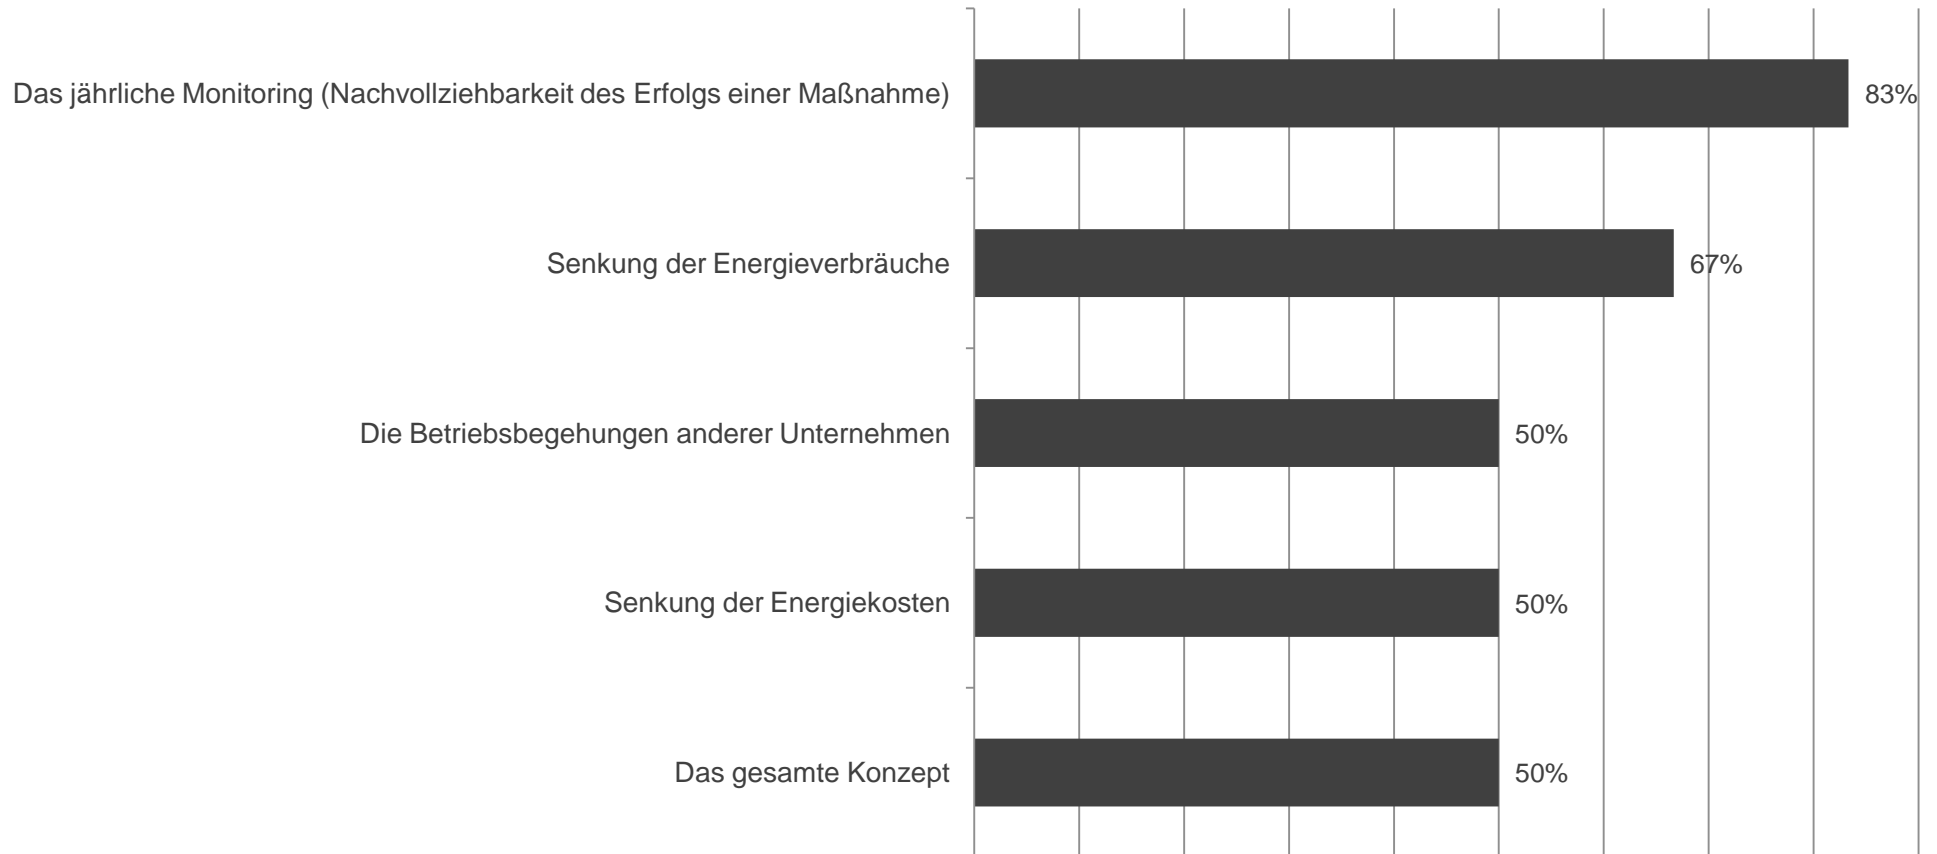 Das jährliche Monitoring (Nachvollziehbarkeit des Erfolgs einer Maßnahme)
83%
Senkung der Energieverbräuche
67%
Die Betriebsbegehungen anderer Unternehmen
50%
Senkung der Energiekosten
50%
Das gesamte Konzept
50%